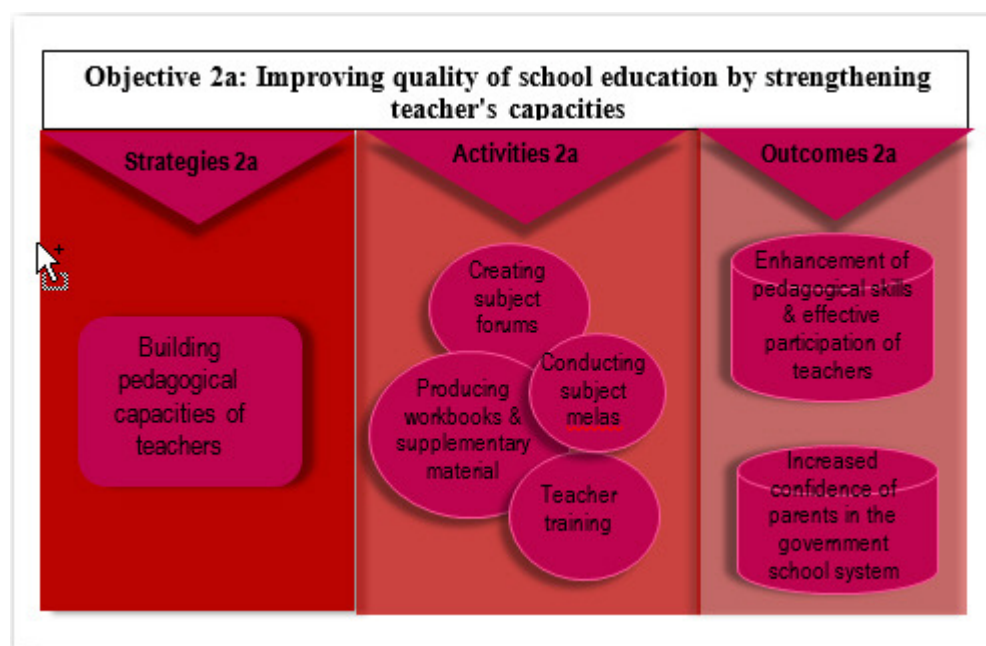 Objective 2a: Improving quality of school education by strengthening
teacher's capacities
Strategies 2a
Building
pedagogical
capacities of
teachers
Activities 2a
Creating
subject
forums
Conducting
subject
melas
Producing
workbooks &
supplementary
material
Teacher
training
Outcomes 2a
Enhancement of
pedagogical skills
& effective
participation of
teachers
Increased
confidence of
parents in the
government
school system